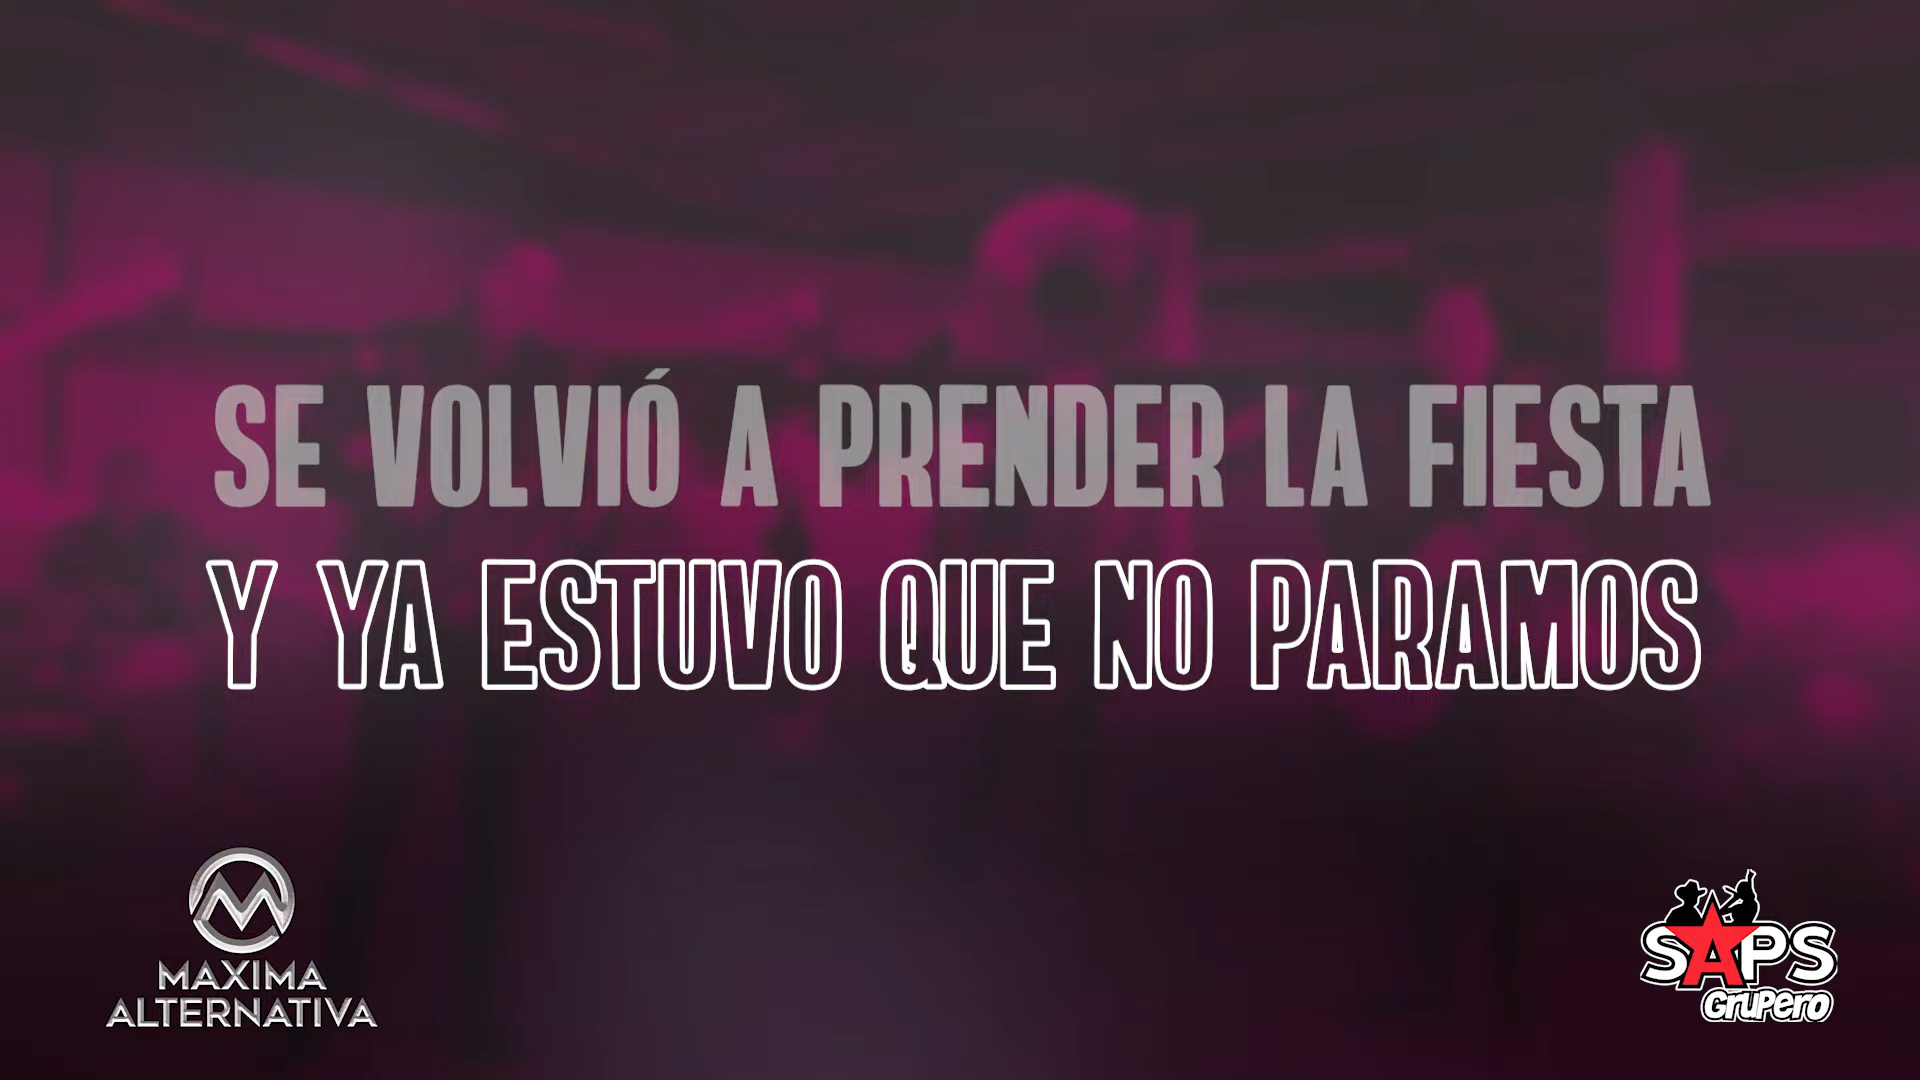 SE VOLVIÓ A PRENDER LA FIESTA
Y YA ESTUVO QUE NO PARAMOS
MAXIMA
ALTERNATIVA
SAPS
GRUPERO